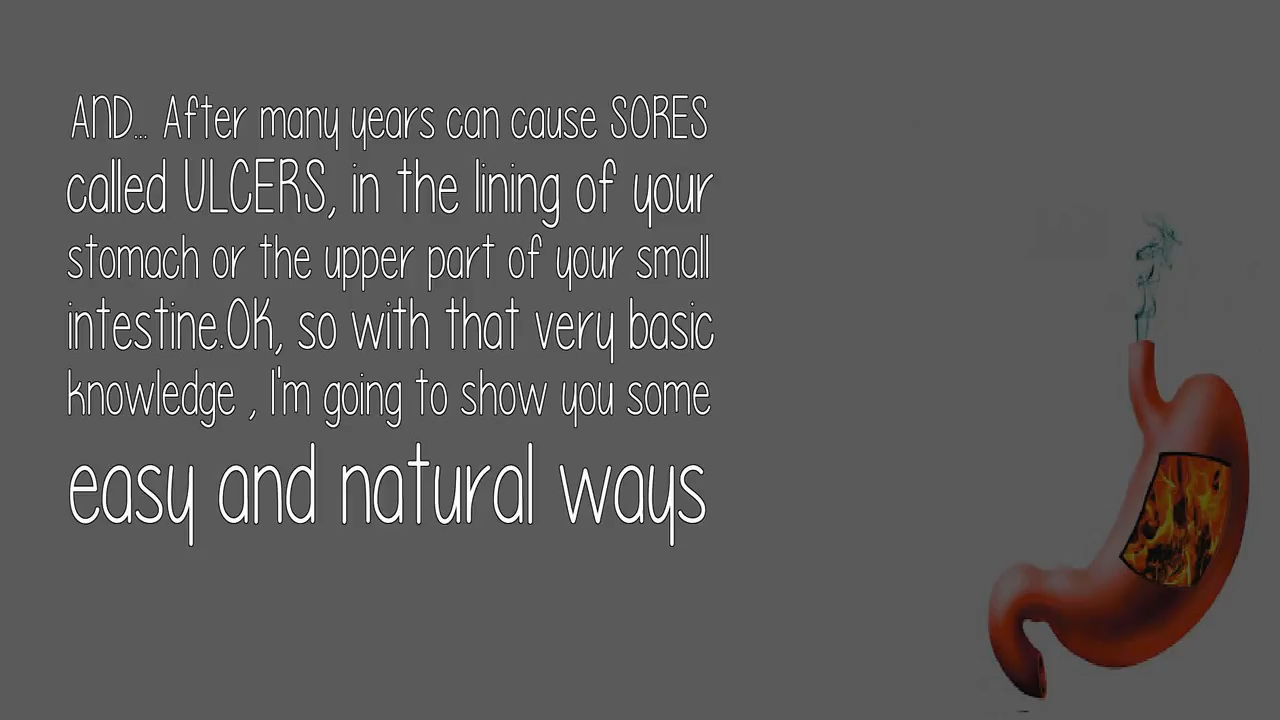 AND... After many years can cause SORES
called ULCERS, in the lining of your
stomach or the upper part of your small
intestine.OK, so with that very basic
knowledge , I'm going to show you some
easy and natural ways